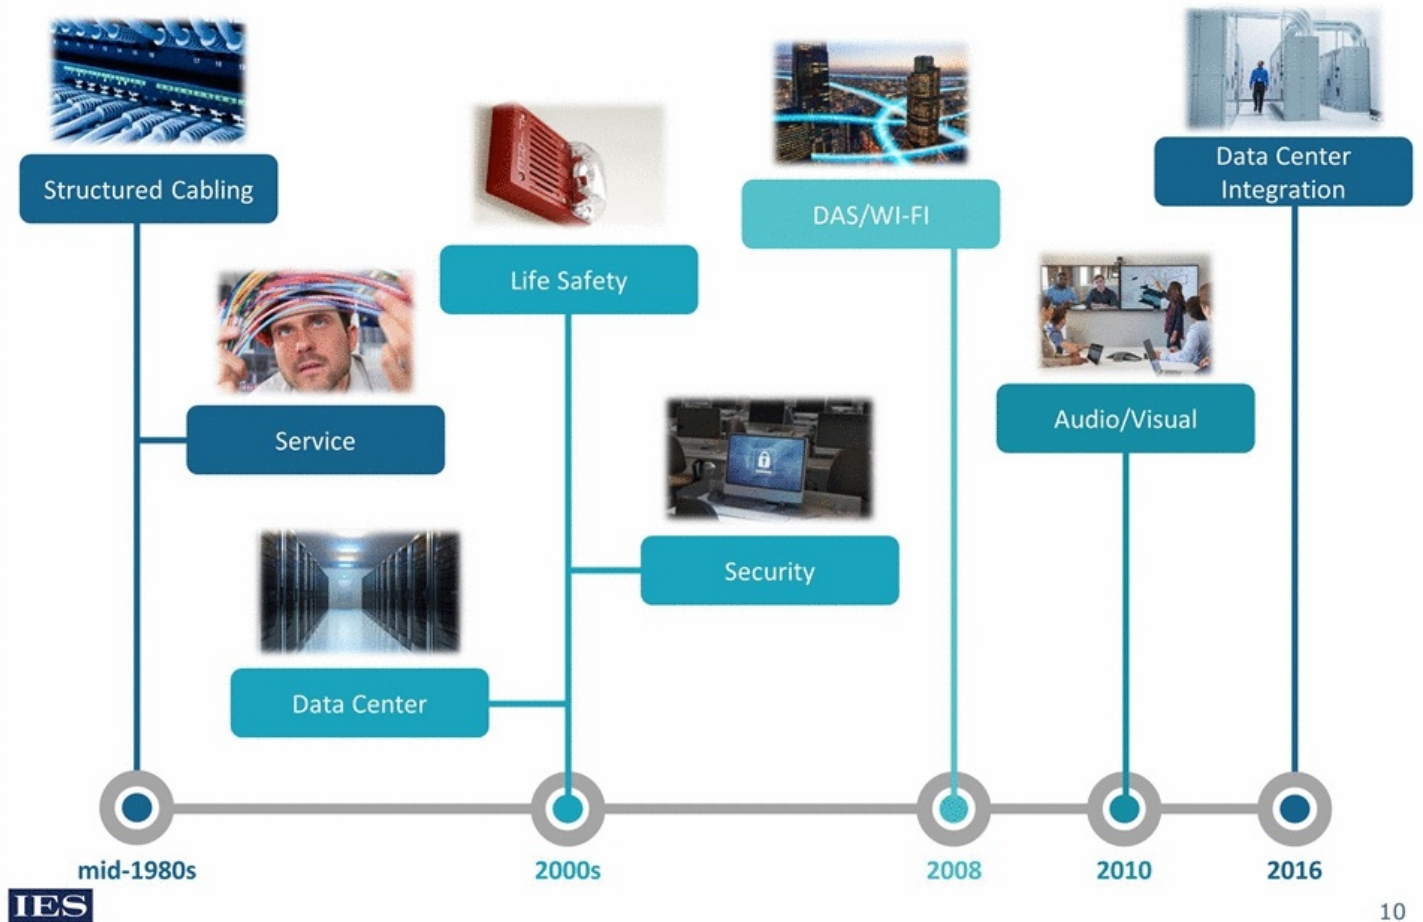 Structured Cabling
Service
Life Safety
Security
Data Center
DAS/WI-FI
Audio/Visual
Data Center
Integration
mid-1980s
2000s
2008
2010
2016
IES
10